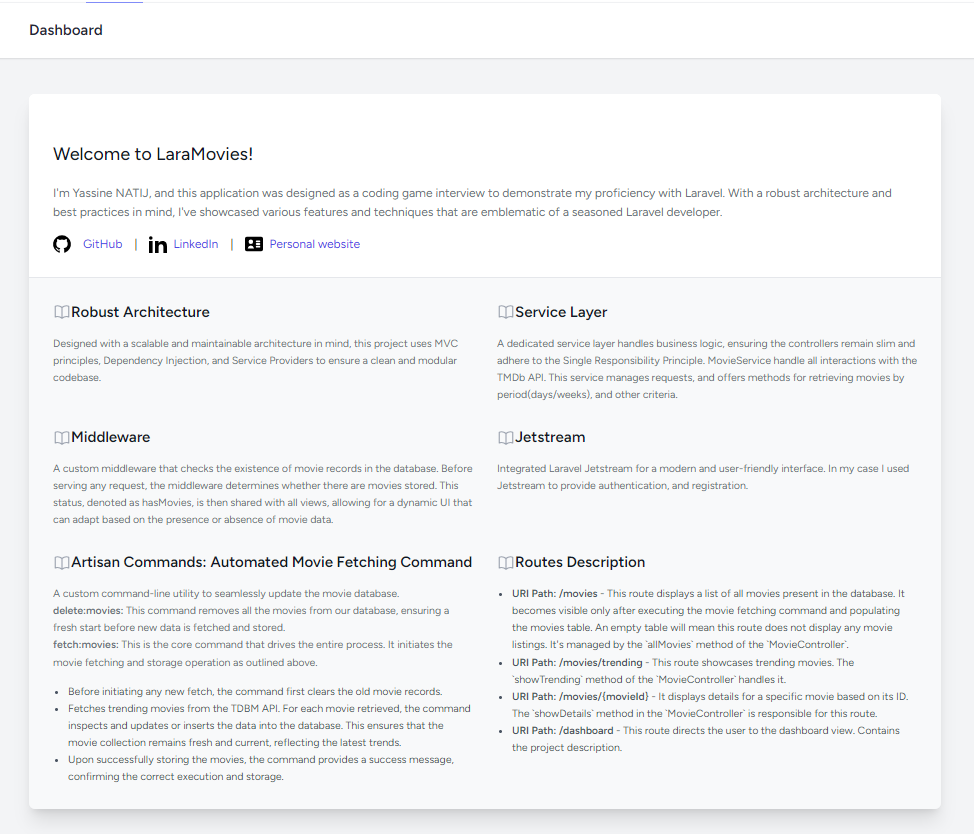 Dashboard
Welcome to LaraMovies!
I'm Yassine NATIJ, and this application was designed as a coding game interview to demonstrate my proficiency with Laravel. With a robust architecture and
best practices in mind, I've showcased various features and techniques that are emblematic of a seasoned Laravel developer.
GitHub | LinkedIn | Personal website
Robust Architecture
Designed with a scalable and maintainable architecture in mind, this project uses MVC
principles, Dependency Injection, and Service Providers to ensure a clean and modular
codebase.
Service Layer
A dedicated service layer handles business logic, ensuring the controllers remain slim and
adhere to the Single Responsibility Principle. MovieService handle all interactions with the
TMDb API. This service manages requests, and offers methods for retrieving movies by
period(days/weeks), and other criteria.
Middleware
A custom middleware that checks the existence of movie records in the database. Before
serving any request, the middleware determines whether there are movies stored. This
status, denoted as hasMovies, is then shared with all views, allowing for a dynamic UI that
can adapt based on the presence or absence of movie data.
Jetstream
Integrated Laravel Jetstream for a modern and user-friendly interface. In my case I used
Jetstream to provide authentication, and registration.
Artisan Commands: Automated Movie Fetching Command
A custom command-line utility to seamlessly update the movie database.
delete:movies: This command removes all the movies from our database, ensuring a
fresh start before new data is fetched and stored.
fetch:movies: This is the core command that drives the entire process. It initiates the
movie fetching and storage operation as outlined above.
• Before initiating any new fetch, the command first clears the old movie records.
• Fetches trending movies from the TDBM API. For each movie retrieved, the command
inspects and updates or inserts the data into the database. This ensures that the
movie collection remains fresh and current, reflecting the latest trends.
• Upon successfully storing the movies, the command provides a success message,
confirming the correct execution and storage.
Routes Description
• URI Path: /movies - This route displays a list of all movies present in the database. It
becomes visible only after executing the movie fetching command and populating
the movies table. An empty table will mean this route does not display any movie
listings. It's managed by the `allMovies` method of the `MovieController`.
• URI Path: /movies/trending - This route showcases trending movies. The
`showTrending` method of the `MovieController` handles it.
• URI Path: /movies/{movieId} - It displays details for a specific movie based on its ID.
The `showDetails` method in the `MovieController` is responsible for this route.
• URI Path: /dashboard - This route directs the user to the dashboard view. Contains
the project description.